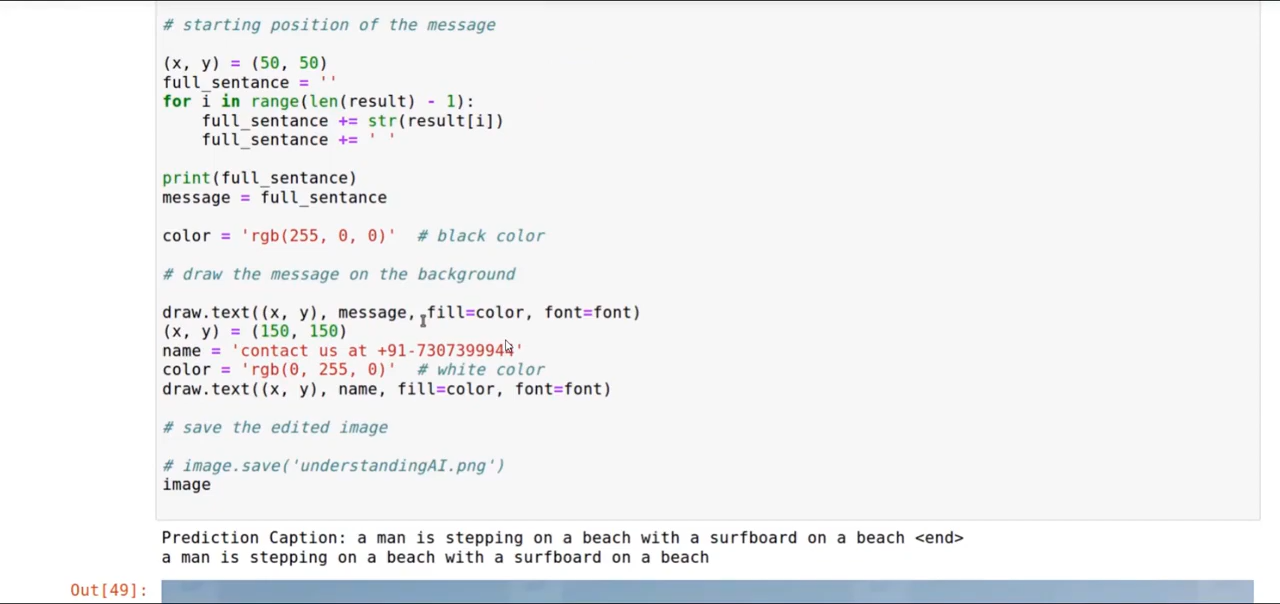 # starting position of the message
(x, y) = (50, 50)
full_sentance = ''
for i in range(len(result) - 1):
    full_sentance += str(result[i])
    full_sentance += ' '
print(full_sentance)
message = full_sentance
color = 'rgb(255, 0, 0)'  # black color
# draw the message on the background
draw.text((x, y), message, fill=color, font=font)
(x, y) = (150, 150)
name = 'contact us at +91-7307399944'
color = 'rgb(0, 255, 0)'  # white color
draw.text((x, y), name, fill=color, font=font)
# save the edited image
# image.save('understandingAI.png')
image
Prediction Caption: a man is stepping on a beach with a surfboard on a beach <end>
a man is stepping on a beach with a surfboard on a beach
Out[49]: